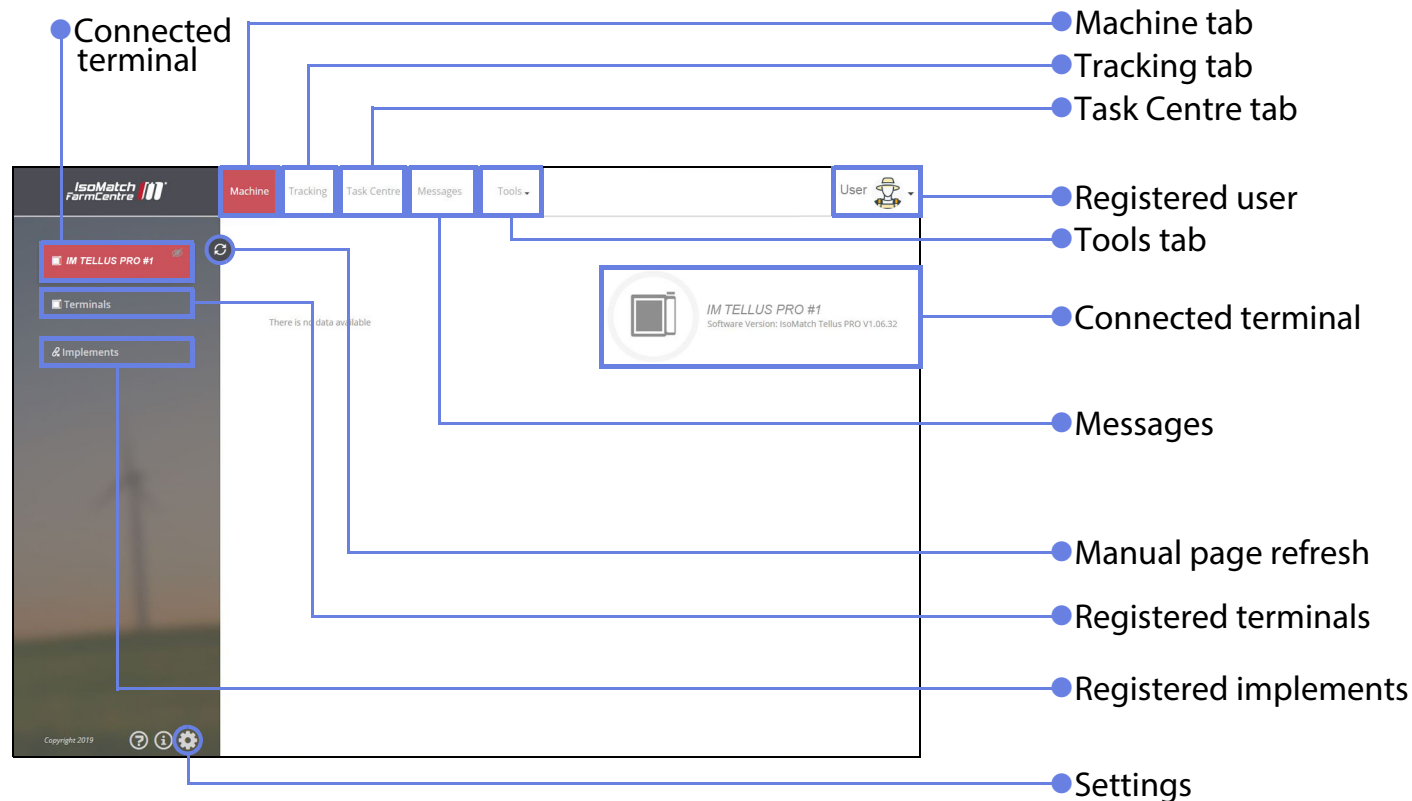 Connected
terminal
Machine tab
Tracking tab
Task Centre tab
IsoMatch
FarmCentre
Machine
Tracking
Task Centre
Messages
Tools
User
Registered user
Tools tab
IM TELLUS PRO #1
Terminals
Implements
There is no data available
IM TELLUS PRO #1
Software Version: IsoMatch Tellus PRO V1.06.32
Connected terminal
Messages
Manual page refresh
Registered terminals
Registered implements
Copyright 2019
? i
Settings